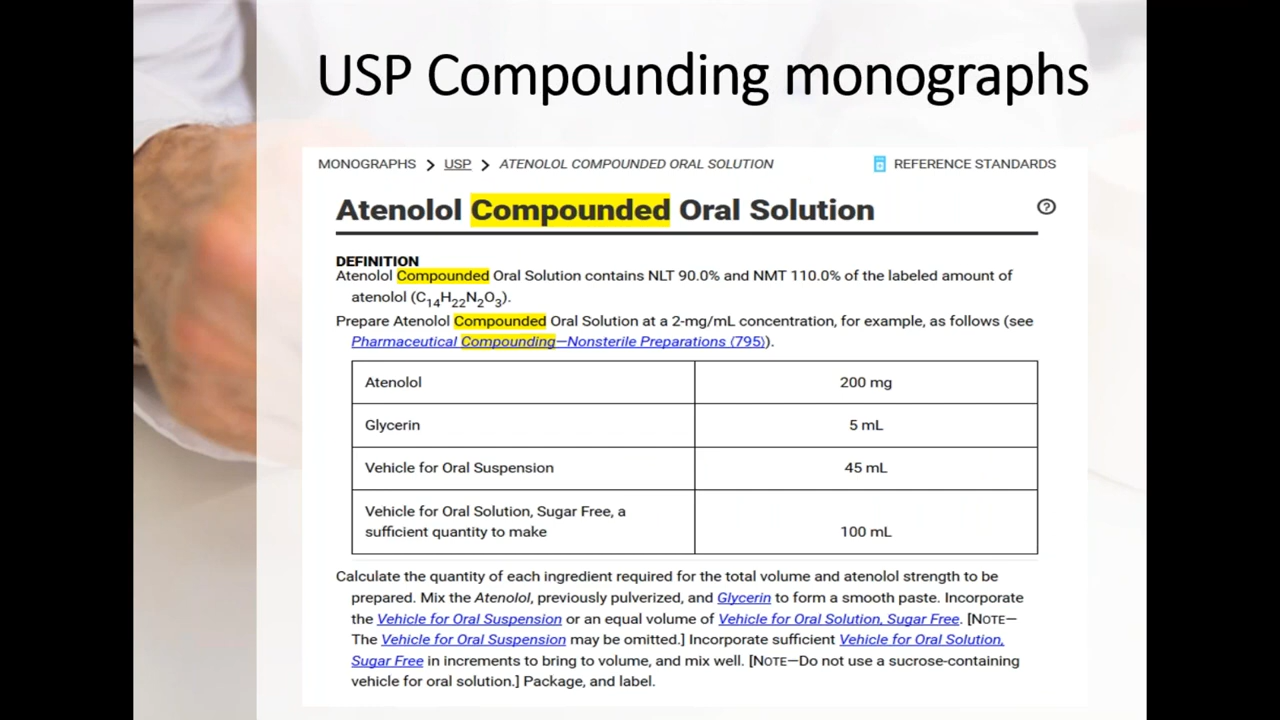 USP Compounding monographs
MONOGRAPHS > USP > ATENOLOL COMPOUNDED ORAL SOLUTION REFERENCE STANDARDS
Atenolol Compounded Oral Solution ?
DEFINITION
Atenolol Compounded Oral Solution contains NLT 90.0% and NMT 110.0% of the labeled amount of
atenolol (C14H22N2O3).
Prepare Atenolol Compounded Oral Solution at a 2-mg/mL concentration, for example, as follows (see
Pharmaceutical Compounding—Nonsterile Preparations ⟨795⟩).
Atenolol 200 mg
Glycerin 5 mL
Vehicle for Oral Suspension 45 mL
Vehicle for Oral Solution, Sugar Free, a
sufficient quantity to make 100 mL
Calculate the quantity of each ingredient required for the total volume and atenolol strength to be
prepared. Mix the Atenolol, previously pulverized, and Glycerin to form a smooth paste. Incorporate
the Vehicle for Oral Suspension or an equal volume of Vehicle for Oral Solution, Sugar Free. [NOTE—
The Vehicle for Oral Suspension may be omitted.] Incorporate sufficient Vehicle for Oral Solution,
Sugar Free in increments to bring to volume, and mix well. [NOTE—Do not use a sucrose-containing
vehicle for oral solution.] Package, and label.